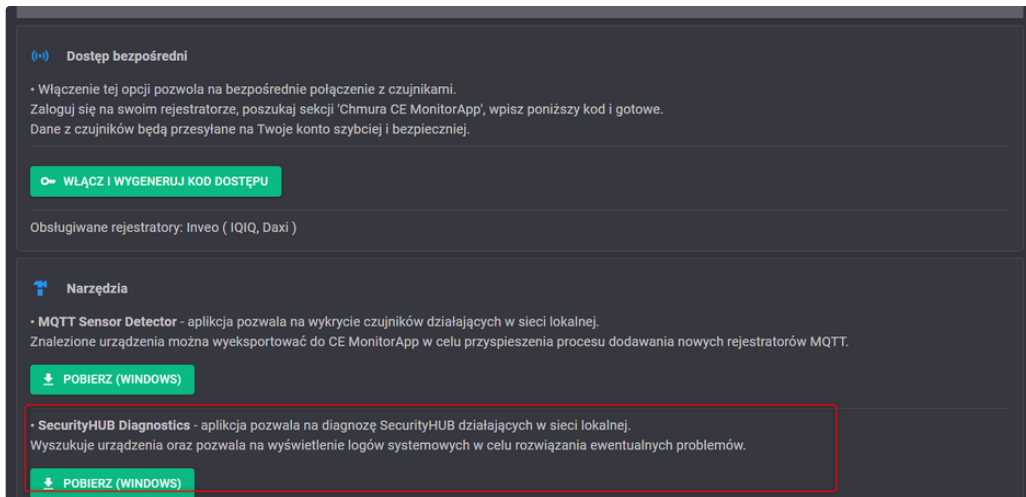 Dostęp bezpośredni
• Włączenie tej opcji pozwola na bezpośrednie połączenie z czujnikami.
Zaloguj się na swoim rejestratorze, poszukaj sekcji 'Chmura CE MonitorApp', wpisz poniższy kod i gotowe.
Dane z czujników będą przesyłane na Twoje konto szybciej i bezpieczniej.
WŁĄCZ I WYGENERUJ KOD DOSTĘPU
Obsługiwane rejestratory: Inveo ( IQIQ, Daxi )
Narzędzia
• MQTT Sensor Detector - aplikcja pozwala na wykrycie czujników działających w sieci lokalnej.
Znalezione urządzenia można wyeksportować do CE MonitorApp w celu przyspieszenia procesu dodawania nowych rejestratorów MQTT.
POBIERZ (WINDOWS)
• SecurityHUB Diagnostics - aplikcja pozwala na diagnozę SecurityHUB działających w sieci lokalnej.
Wyszukuje urządzenia oraz pozwala na wyświetlenie logów systemowych w celu rozwiązania ewentualnych problemów.
POBIERZ (WINDOWS)